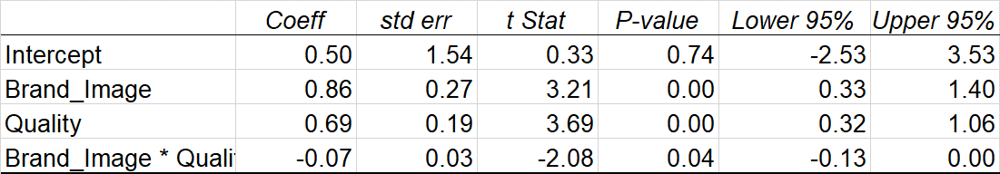 Coeff std err t Stat P-value Lower 95% Upper 95%
Intercept 0.50 1.54 0.33 0.74 -2.53 3.53
Brand_Image 0.86 0.27 3.21 0.00 0.33 1.40
Quality 0.69 0.19 3.69 0.00 0.32 1.06
Brand_Image * Quali -0.07 0.03 -2.08 0.04 -0.13 0.00